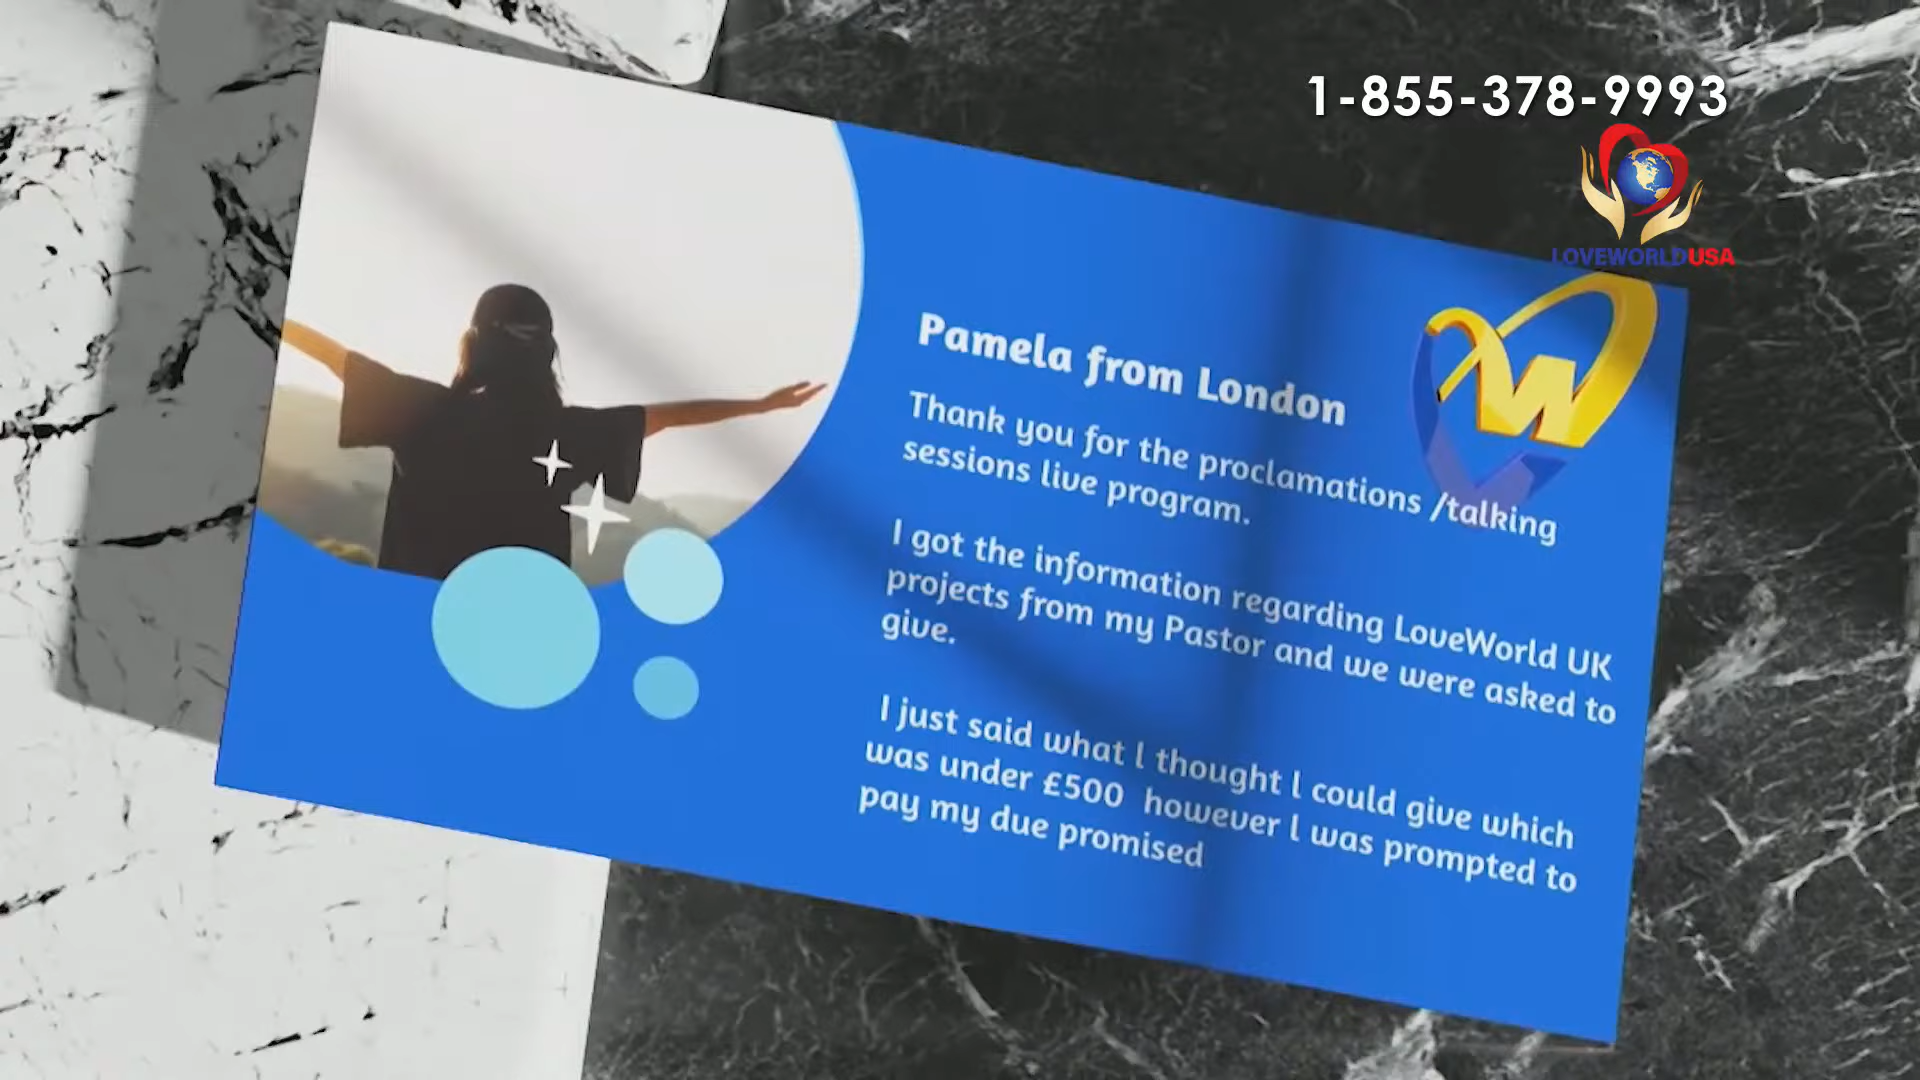 1-855-378-9993
LOVEWORLDUSA
Pamela from London
Thank you for the proclamations /talking
sessions live program.
I got the information regarding LoveWorld UK
projects from my Pastor and we were asked to
give.
I just said what I thought I could give which
was under £500 however I was prompted to
pay my due promised